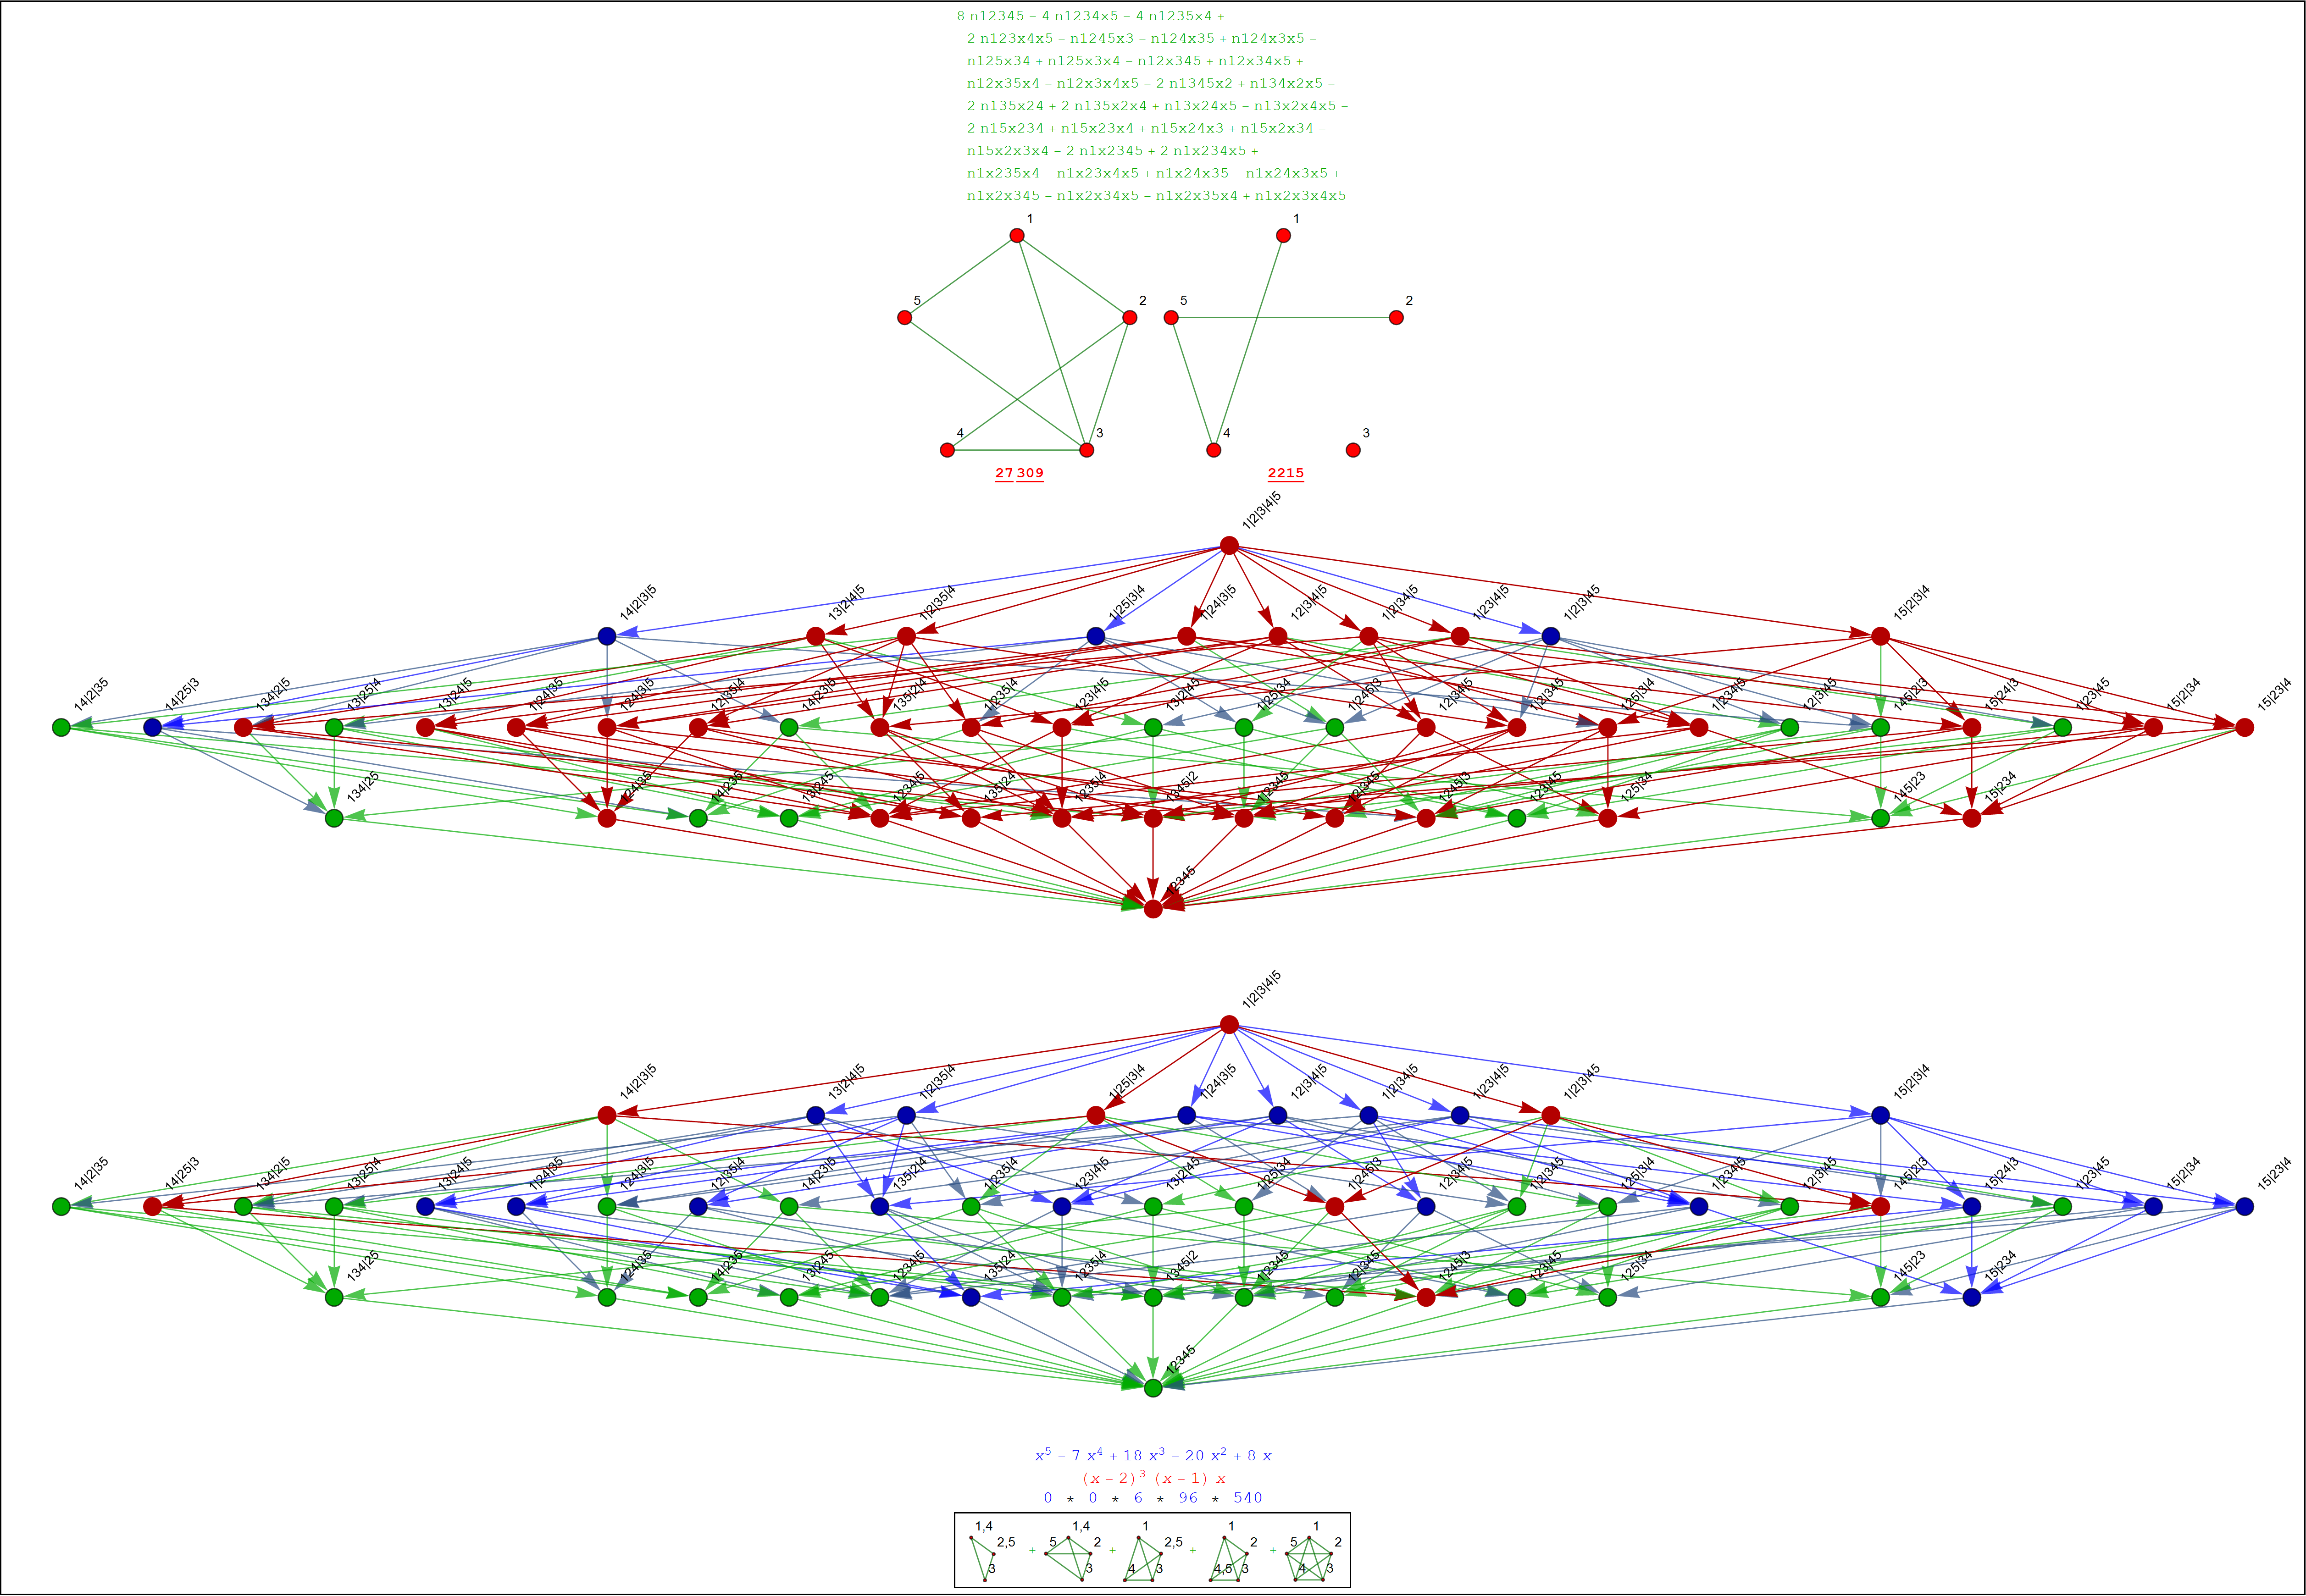 8 n12345 − 4 n1234x5 − 4 n1235x4 +
2 n123x4x5 − n1245x3 − n124x35 + n124x3x5 −
n125x34 + n125x3x4 − n12x345 + n12x34x5 +
n12x35x4 − n12x3x4x5 − 2 n1345x2 + n134x2x5 −
2 n135x24 + 2 n135x2x4 + n13x24x5 − n13x2x4x5 −
2 n15x234 + n15x23x4 + n15x24x3 + n15x2x34 −
n15x2x3x4 − 2 n1x2345 + 2 n1x234x5 +
n1x235x4 − n1x23x4x5 + n1x24x35 − n1x24x3x5 +
n1x2x345 − n1x2x34x5 − n1x2x35x4 + n1x2x3x4x5
1 1
5 2 5 2
4 3 4 3
27 309 2215
1|2|3|4|5
14|2|3|5 13|2|4|5 1|2|35|4 1|25|3|4 1|24|3|5 12|3|4|5 1|2|34|5 1|23|4|5 1|2|3|45 15|2|3|4
14|2|35 14|25|3 134|2|5 13|25|4 13|24|5 1|24|35 124|3|5 12|35|4 14|23|5 135|2|4 1|235|4 123|4|5 13|2|45 1|25|34 1|245|3 12|34|5 1|2|345 125|3|4 1|234|5 12|3|45 145|2|3 15|24|3 1|23|45 15|2|34 15|23|4
134|25 124|35 14|235 13|245 1234|5 135|24 1235|4 1345|2 1|2345 12|345 1245|3 123|45 125|34 145|23 15|234
12345
1|2|3|4|5
14|2|3|5 13|2|4|5 1|2|35|4 1|25|3|4 1|24|3|5 12|3|4|5 1|2|34|5 1|23|4|5 1|2|3|45 15|2|3|4
14|2|35 14|25|3 134|2|5 13|25|4 13|24|5 1|24|35 124|3|5 12|35|4 14|23|5 135|2|4 1|235|4 123|4|5 13|2|45 1|25|34 1|245|3 12|34|5 1|2|345 125|3|4 1|234|5 12|3|45 145|2|3 15|24|3 1|23|45 15|2|34 15|23|4
134|25 124|35 14|235 13|245 1234|5 135|24 1235|4 1345|2 1|2345 12|345 1245|3 123|45 125|34 145|23 15|234
12345
x⁵ − 7 x⁴ + 18 x³ − 20 x² + 8 x
(x − 2)³ (x − 1) x
0 * 0 * 6 * 96 * 540
1,4 1,4 1 1 1
2,5 + 5 2 + 2,5 + 2 + 5 2
3 3 4 3 4,5 3 4 3